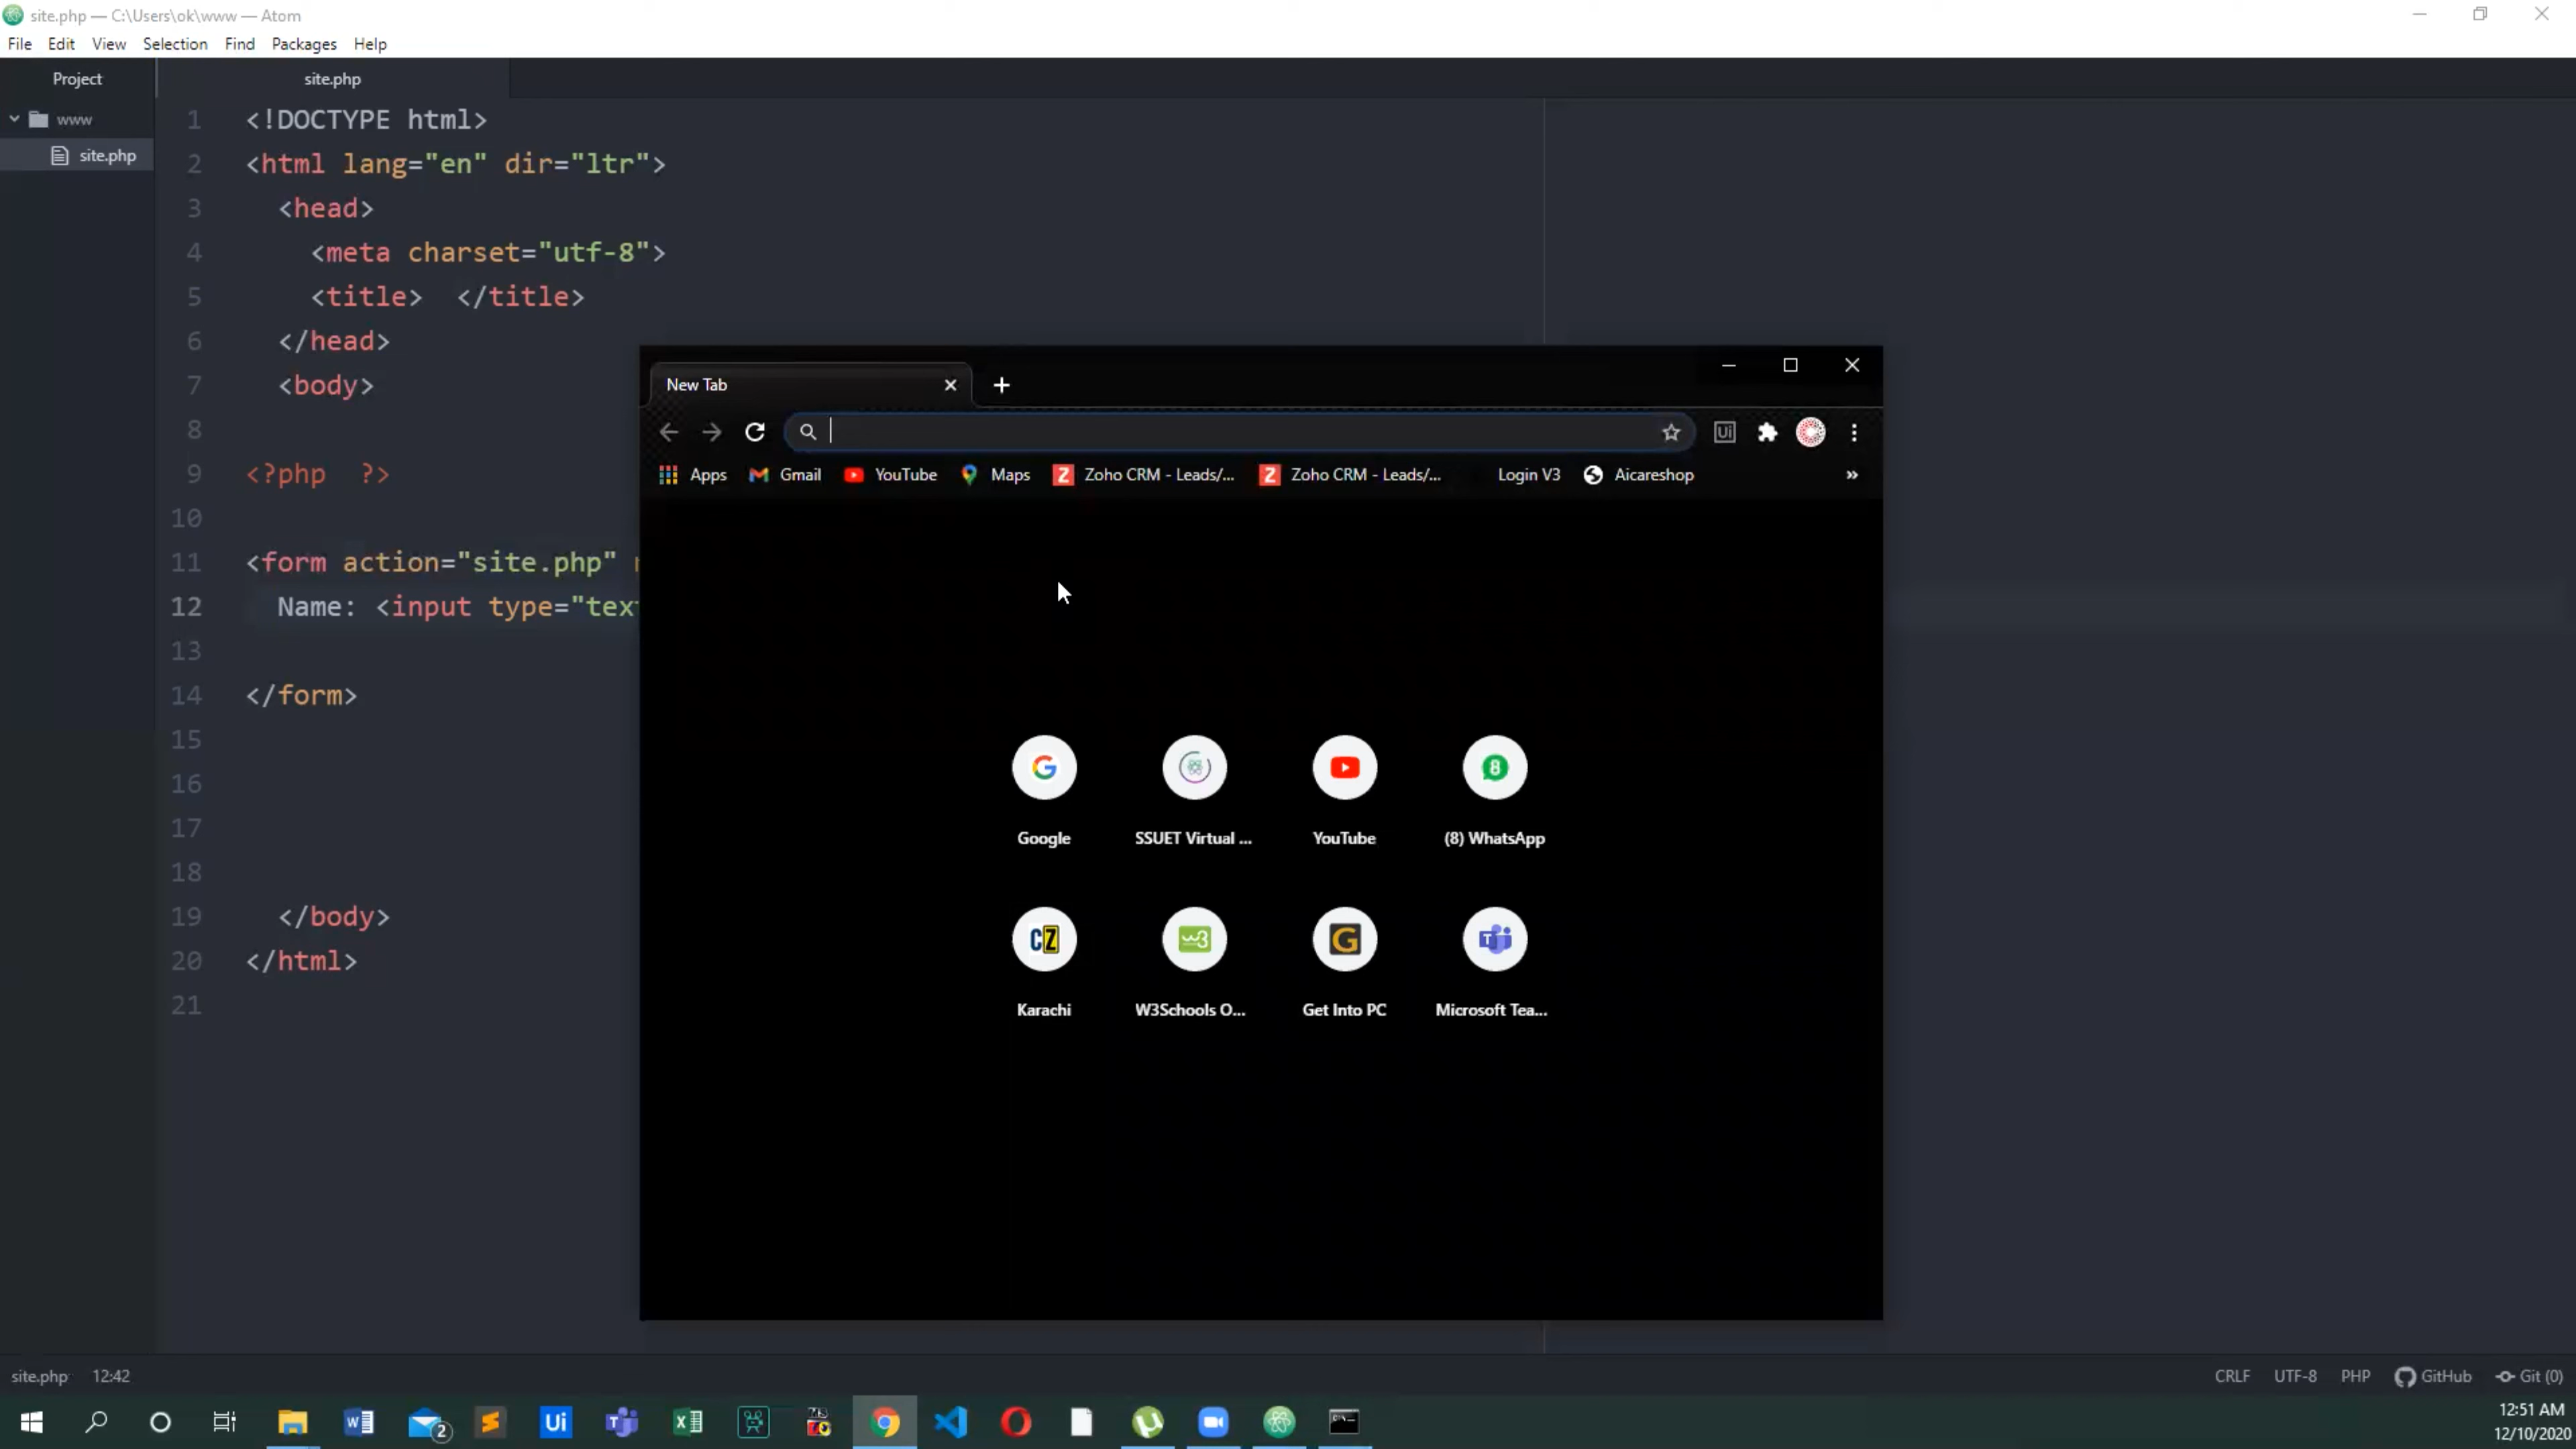 site.php — C:\Users\ok\www — Atom
File Edit View Selection Find Packages Help
Project
www
site.php
site.php
1 <!DOCTYPE html>
2 <html lang="en" dir="ltr">
3 <head>
4 <meta charset="utf-8">
5 <title> </title>
6 </head>
7 <body>
8
9 <?php ?>
10
11 <form action="site.php"
12 Name: <input type="tex
13
14 </form>
15
16
17
18
19 </body>
20 </html>
21
New Tab
Apps Gmail YouTube Maps Zoho CRM - Leads/... Zoho CRM - Leads/... Login V3 Aicareshop »
Google SSUET Virtual ... YouTube (8) WhatsApp
Karachi W3Schools O... Get Into PC Microsoft Tea...
site.php 12:42 CRLF UTF-8 PHP GitHub Git (0)
2
12:51 AM
12/10/2020